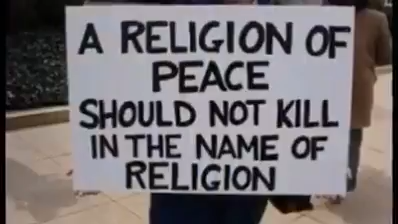 A RELIGION OF
PEACE
SHOULD NOT KILL
IN THE NAME OF
RELIGION